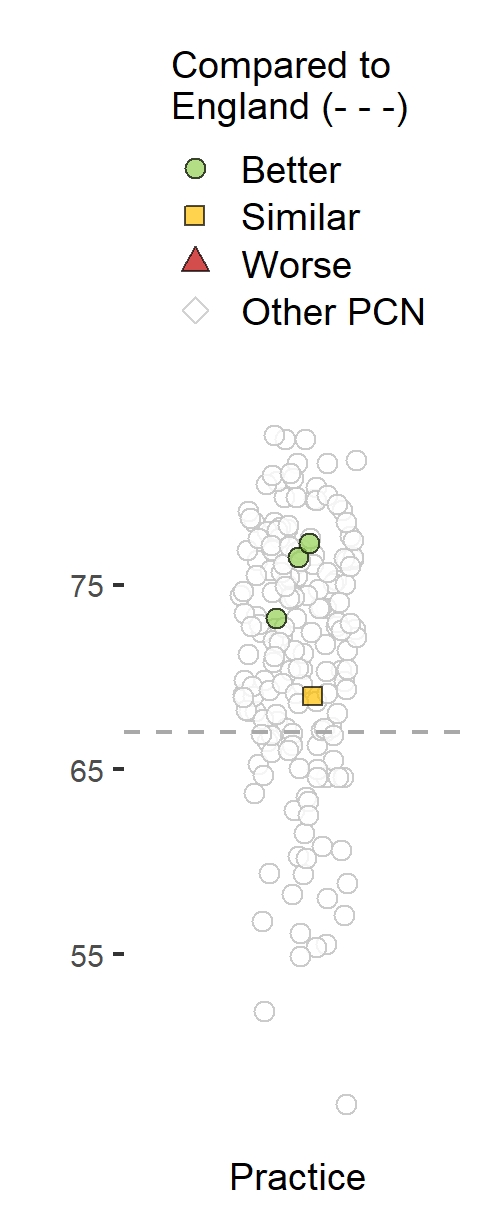 Compared to
England (- - -)
Better
Similar
Worse
Other PCN
75
65
55
Practice